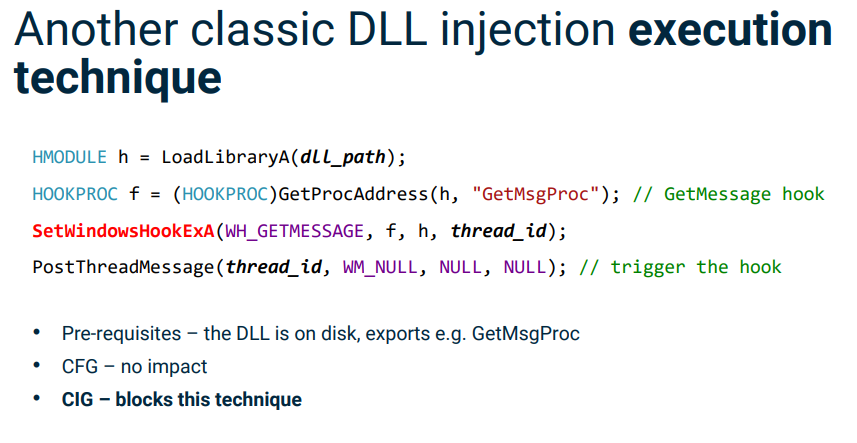 Another classic DLL injection execution
technique
HMODULE h = LoadLibraryA(dll_path);
HOOKPROC f = (HOOKPROC)GetProcAddress(h, "GetMsgProc"); // GetMessage hook
SetWindowsHookExA(WH_GETMESSAGE, f, h, thread_id);
PostThreadMessage(thread_id, WM_NULL, NULL, NULL); // trigger the hook
• Pre-requisites – the DLL is on disk, exports e.g. GetMsgProc
• CFG – no impact
• CIG – blocks this technique